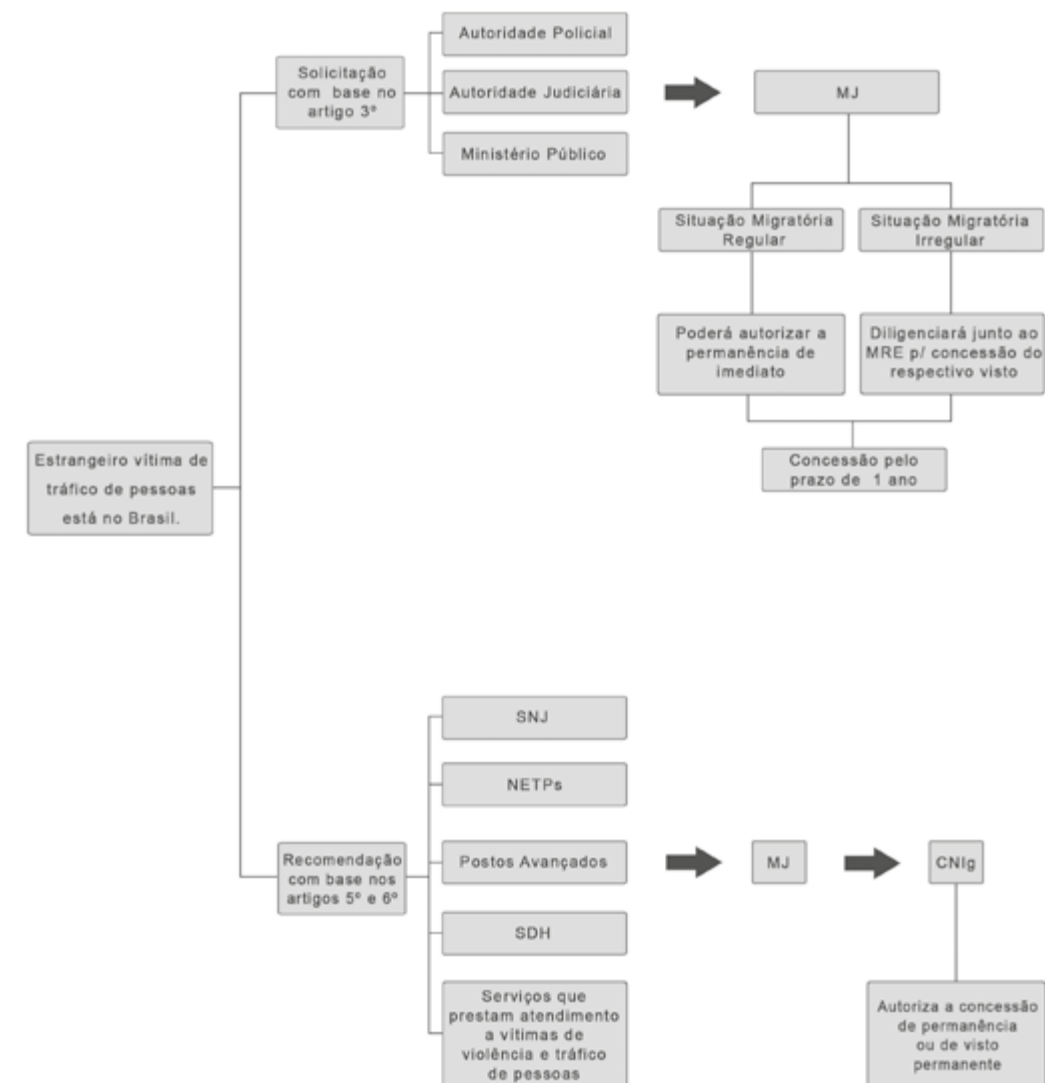 Estrangeiro vítima de
tráfico de pessoas
está no Brasil.
Solicitação
com base no
artigo 3º
Autoridade Policial
Autoridade Judiciária
Ministério Público
MJ
Situação Migratória
Regular
Situação Migratória
Irregular
Poderá autorizar a
permanência de
imediato
Diligenciará junto ao
MRE p/ concessão do
respectivo visto
Concessão pelo
prazo de 1 ano
Recomendação
com base nos
artigos 5º e 6º
SNJ
NETPs
Postos Avançados
SDH
Serviços que
prestam atendimento
a vítimas de
violência e tráfico
de pessoas
MJ
CNIg
Autoriza a concessão
de permanência
ou de visto
permanente